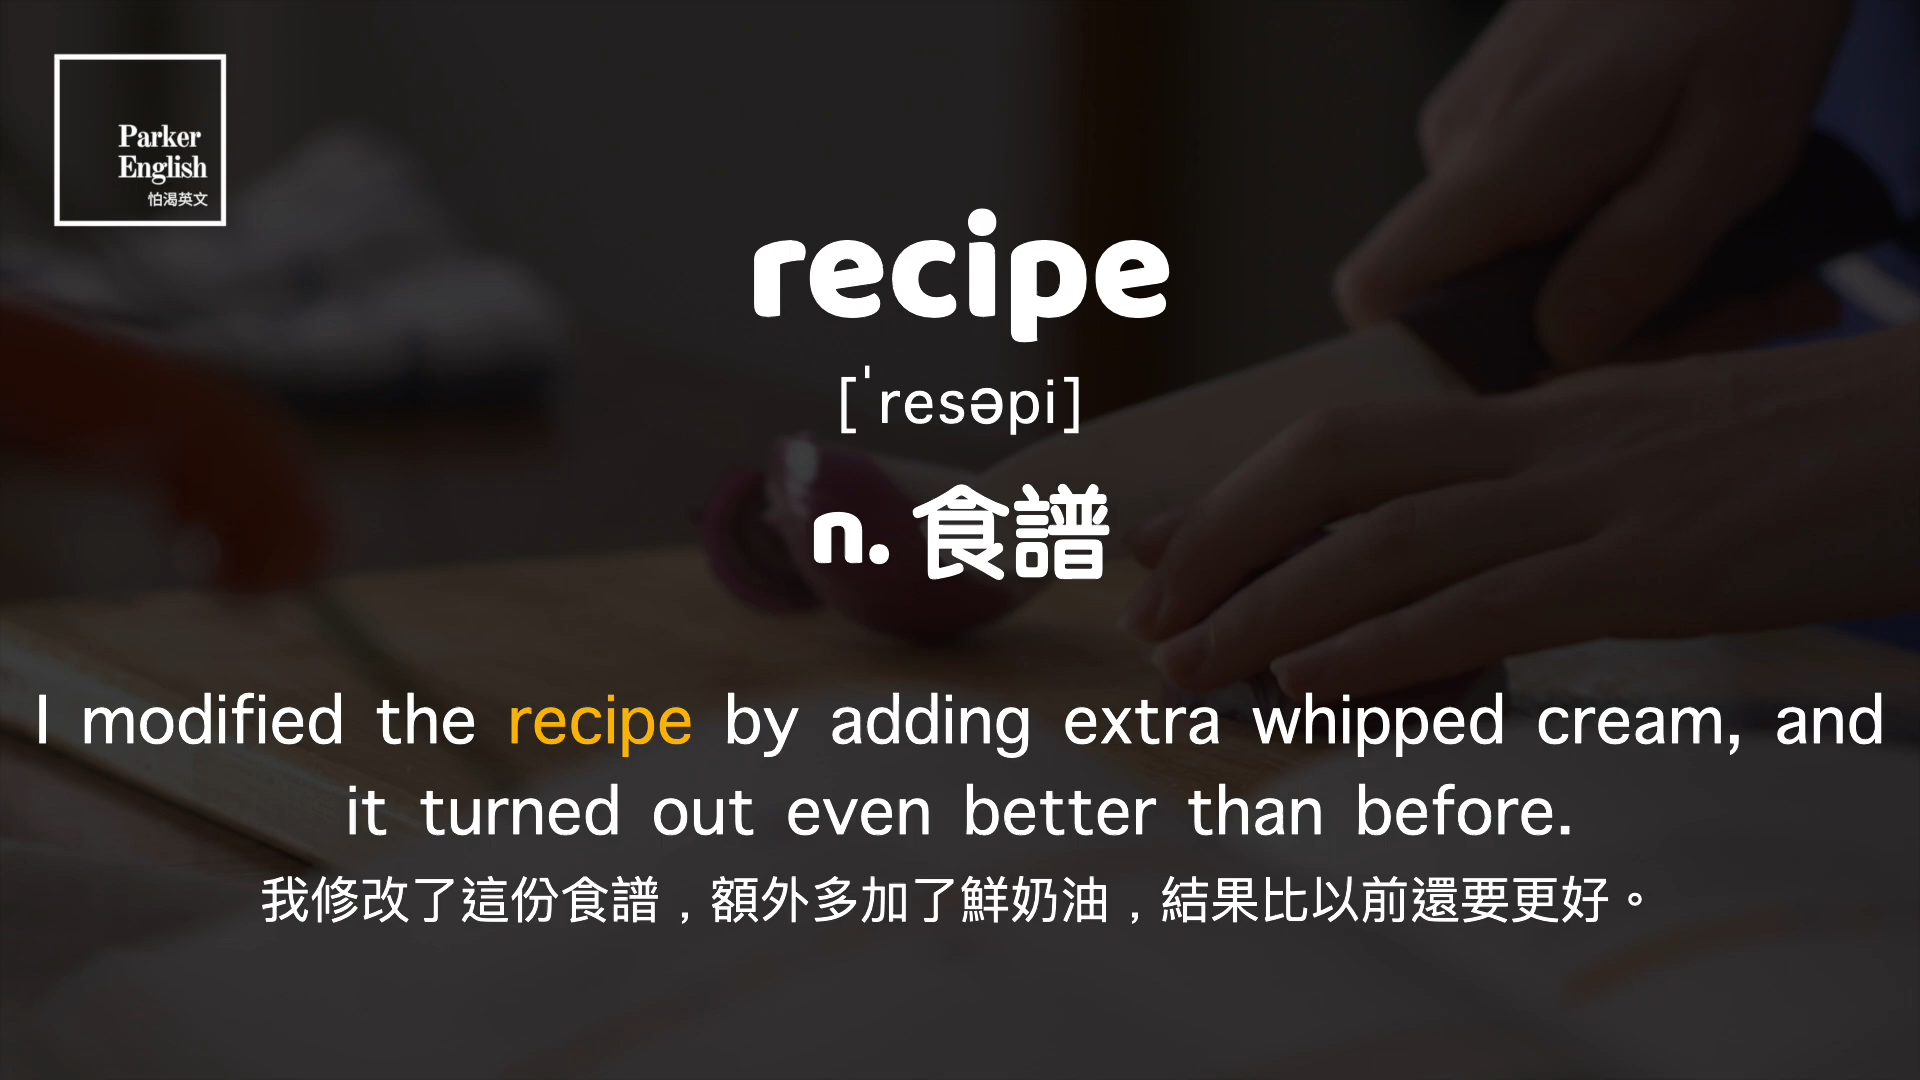 Parker
English
怕渴英文
recipe
[ˈresəpi]
n. 食譜
I modified the recipe by adding extra whipped cream, and
it turned out even better than before.
我修改了這份食譜，額外多加了鮮奶油，結果比以前還要更好。